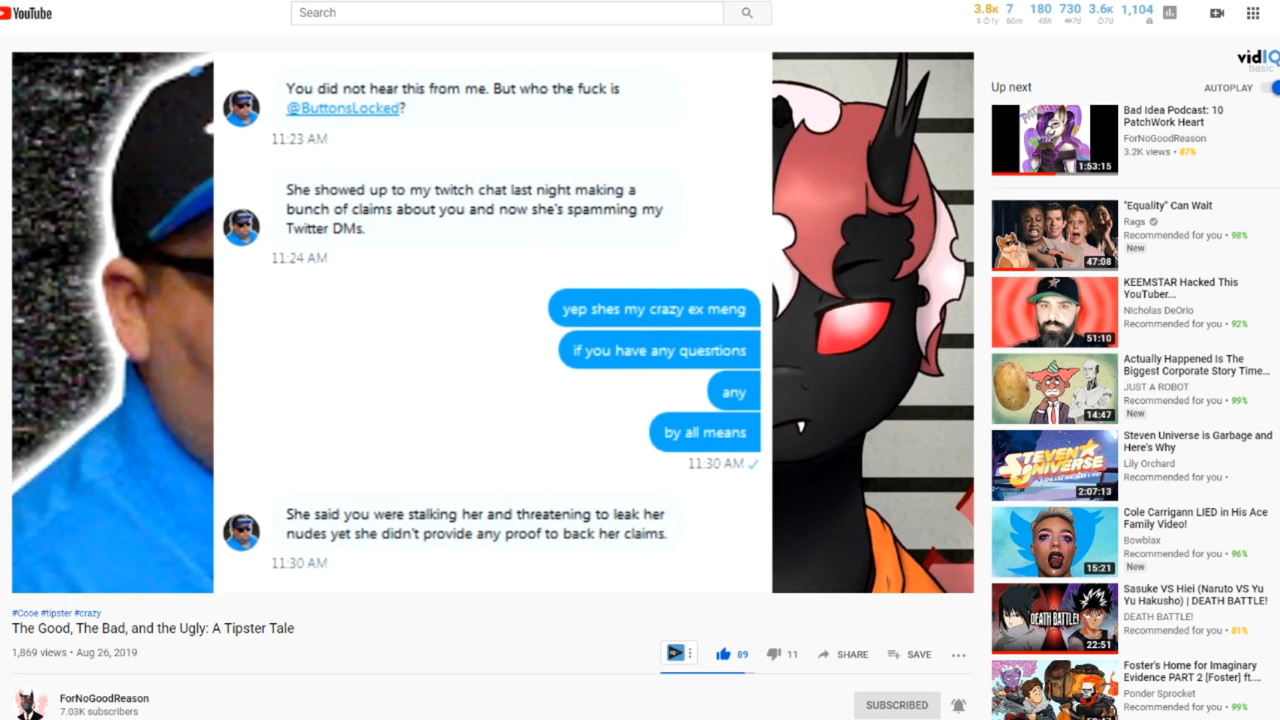 YouTube
Search
3.8K 7 180 730 3.6K 1,104
60m 48h 7d 7d
You did not hear this from me. But who the fuck is
@ButtonsLocked?
11:23 AM
She showed up to my twitch chat last night making a
bunch of claims about you and now she's spamming my
Twitter DMs.
11:24 AM
yep shes my crazy ex meng
if you have any quesrtions
any
by all means
11:30 AM
She said you were stalking her and threatening to leak her
nudes yet she didn't provide any proof to back her claims.
11:30 AM
#Cooe #tipster #crazy
The Good, The Bad, and the Ugly: A Tipster Tale
1,869 views • Aug 26, 2019
89
11
SHARE
SAVE
ForNoGoodReason
7.03K subscribers
SUBSCRIBED
vidIQ
basic
Up next
AUTOPLAY
Bad Idea Podcast: 10
PatchWork Heart
ForNoGoodReason
3.2K views • 87%
1:53:15
"Equality" Can Wait
Rags
Recommended for you • 98%
New
47:08
KEEMSTAR Hacked This
YouTuber...
Nicholas DeOrio
Recommended for you • 92%
51:10
Actually Happened Is The
Biggest Corporate Story Time...
JUST A ROBOT
Recommended for you • 99%
New
14:47
Steven Universe is Garbage and
Here's Why
Lily Orchard
Recommended for you •
STEVEN
UNIVERSE
2:07:13
Cole Carrigann LIED in His Ace
Family Video!
Bowblax
Recommended for you • 96%
New
15:21
Sasuke VS Hiei (Naruto VS Yu
Yu Hakusho) | DEATH BATTLE!
DEATH BATTLE!
Recommended for you • 81%
DEATH BATTLE!
22:51
Foster's Home for Imaginary
Evidence PART 2 [Foster] ft....
Ponder Sprocket
Recommended for you • 99%